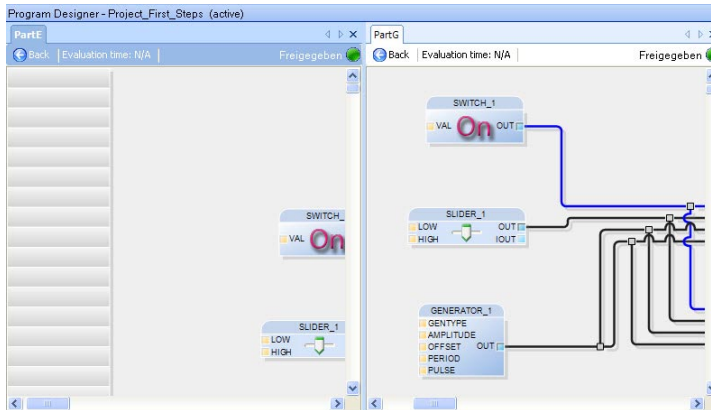 Program Designer - Project_First_Steps (active)
PartE
Back Evaluation time: N/A Freigegeben
SWITCH_
VAL On
SLIDER_1
LOW
HIGH
PartG
Back Evaluation time: N/A Freigegeben
SWITCH_1
VAL On OUT
SLIDER_1
LOW OUT
HIGH IOUT
GENERATOR_1
GENTYPE
AMPLITUDE
OFFSET OUT
PERIOD
PULSE